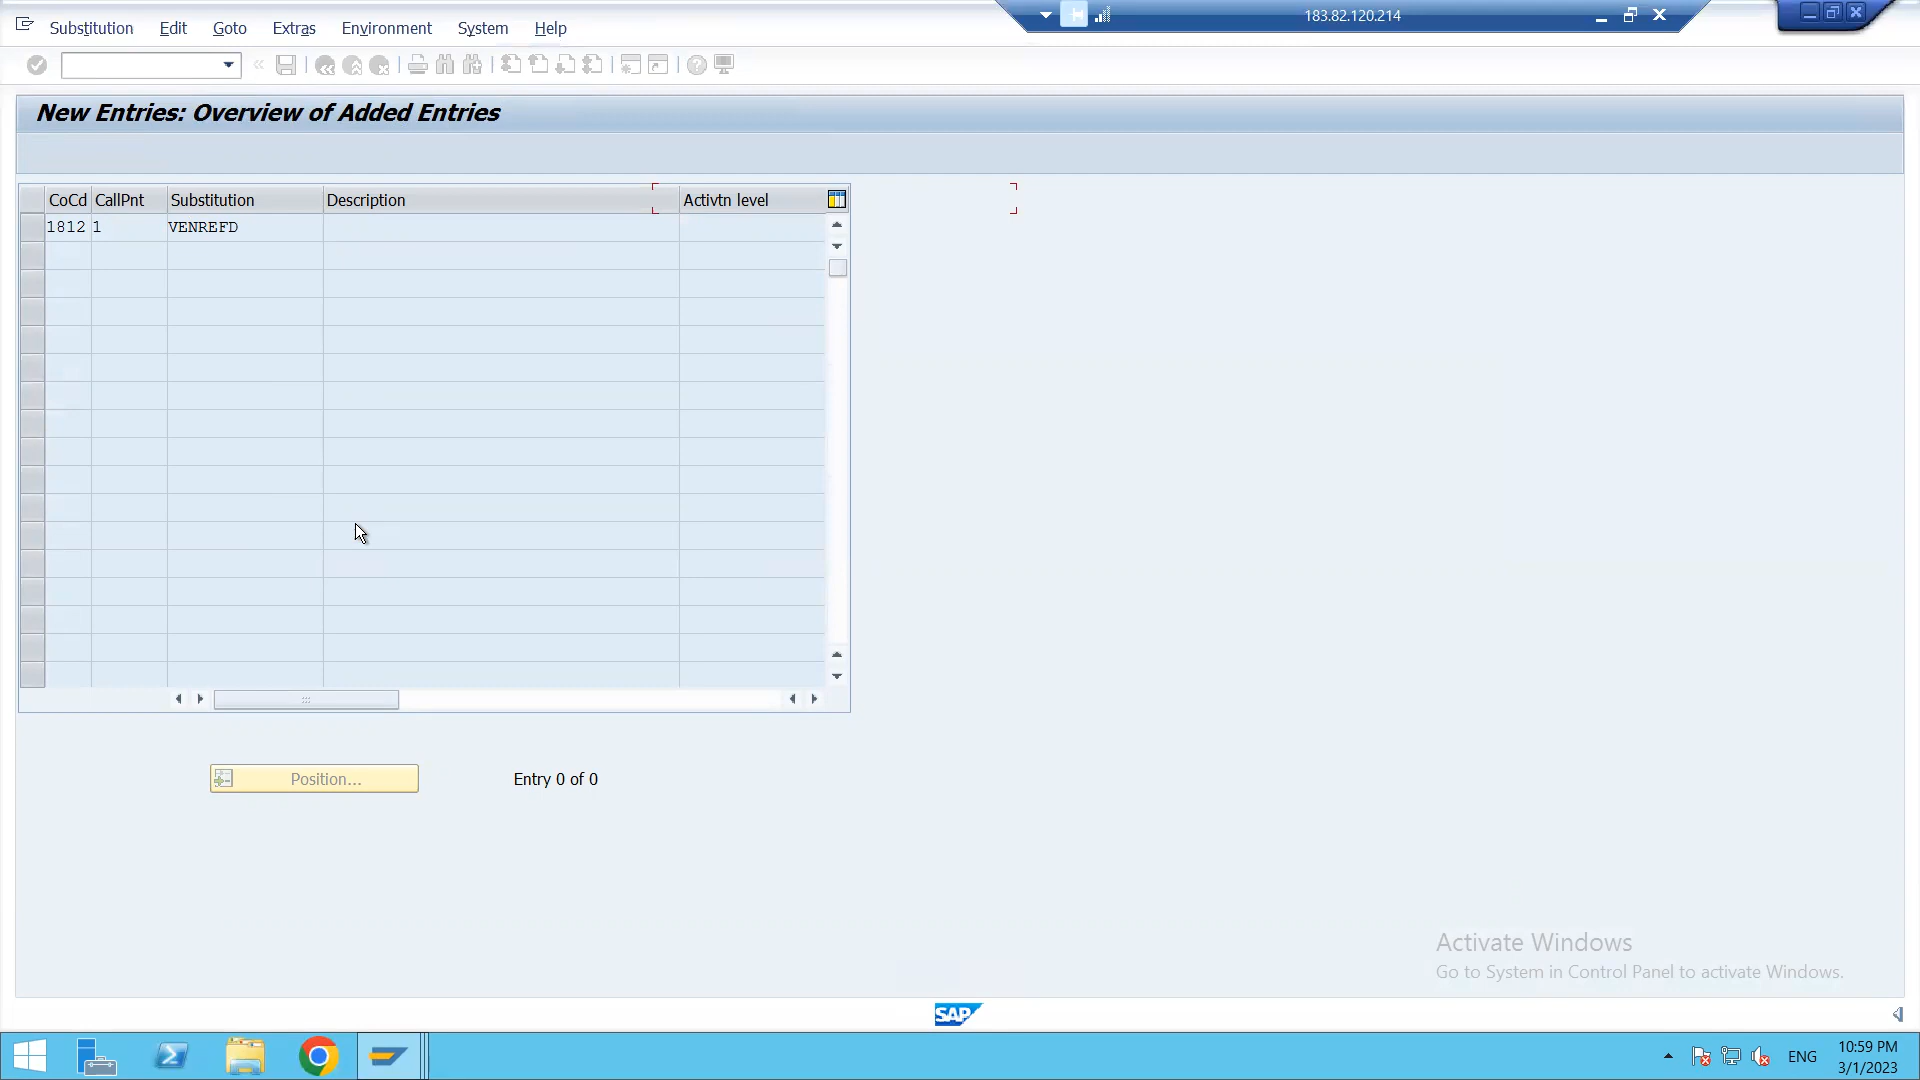 183.82.120.214
Substitution Edit Goto Extras Environment System Help
New Entries: Overview of Added Entries
CoCd CallPnt Substitution Description Activtn level
1812 1 VENREFD
Position... Entry 0 of 0
Activate Windows
Go to System in Control Panel to activate Windows.
SAP
ENG 10:59 PM
3/1/2023